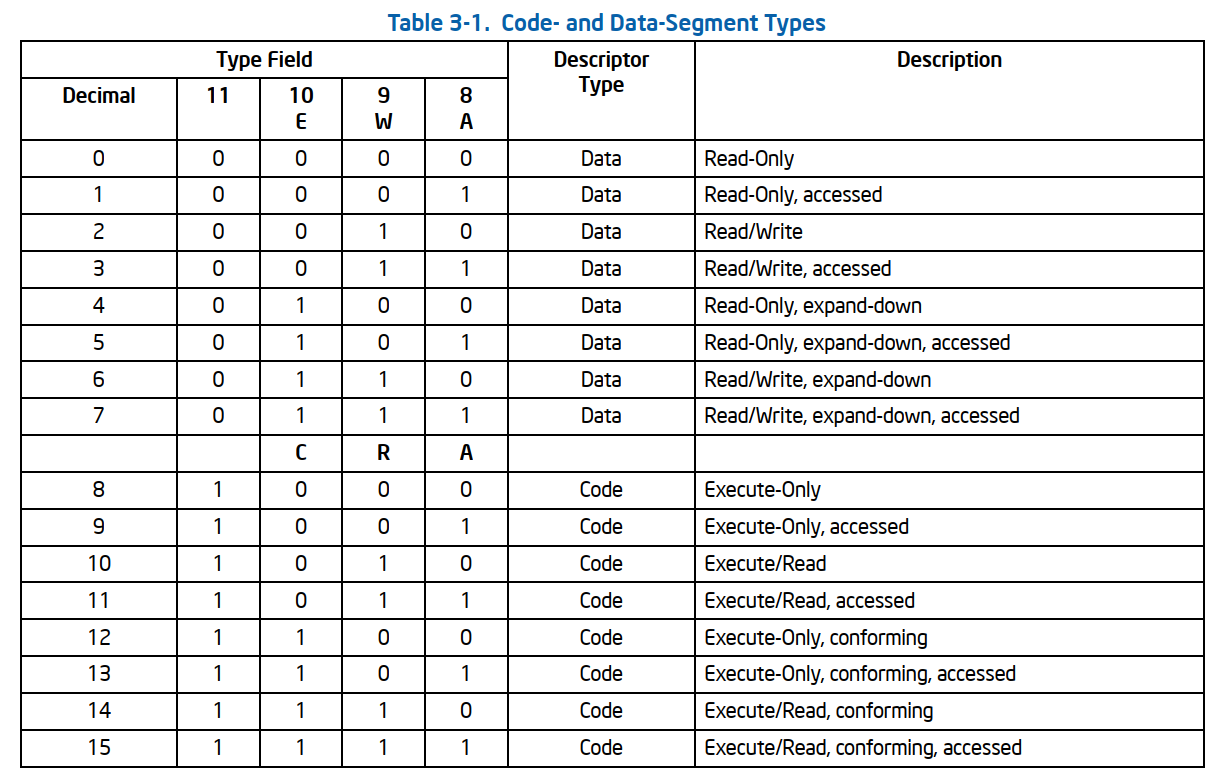 Table 3-1. Code- and Data-Segment Types
Type Field Descriptor Type Description
Decimal 11 10 E 9 W 8 A
0 0 0 0 0 Data Read-Only
1 0 0 0 1 Data Read-Only, accessed
2 0 0 1 0 Data Read/Write
3 0 0 1 1 Data Read/Write, accessed
4 0 1 0 0 Data Read-Only, expand-down
5 0 1 0 1 Data Read-Only, expand-down, accessed
6 0 1 1 0 Data Read/Write, expand-down
7 0 1 1 1 Data Read/Write, expand-down, accessed
C R A
8 1 0 0 0 Code Execute-Only
9 1 0 0 1 Code Execute-Only, accessed
10 1 0 1 0 Code Execute/Read
11 1 0 1 1 Code Execute/Read, accessed
12 1 1 0 0 Code Execute-Only, conforming
13 1 1 0 1 Code Execute-Only, conforming, accessed
14 1 1 1 0 Code Execute/Read, conforming
15 1 1 1 1 Code Execute/Read, conforming, accessed